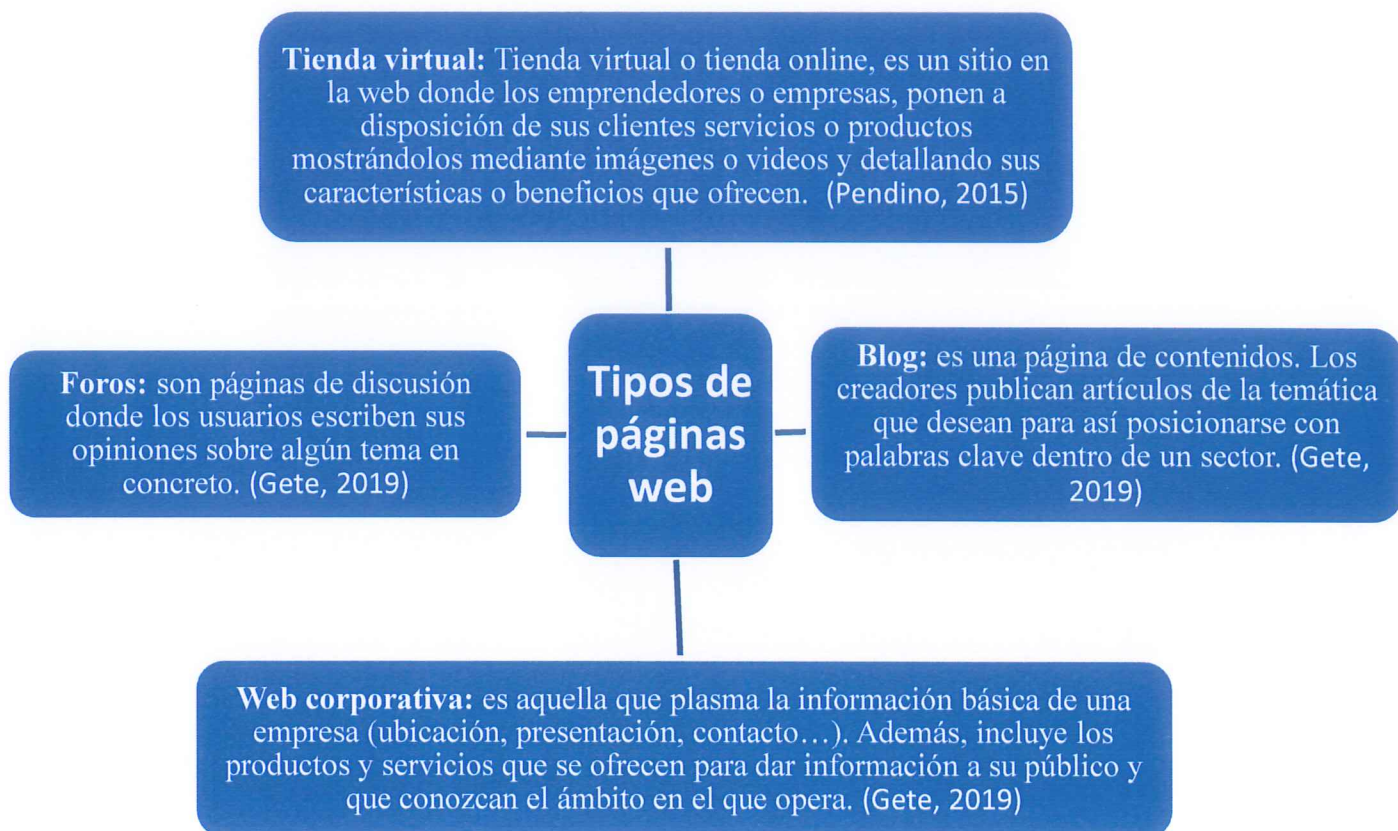 Tienda virtual: Tienda virtual o tienda online, es un sitio en
la web donde los emprendedores o empresas, ponen a
disposición de sus clientes servicios o productos
mostrándolos mediante imágenes o videos y detallando sus
características o beneficios que ofrecen. (Pendino, 2015)
Foros: son páginas de discusión
donde los usuarios escriben sus
opiniones sobre algún tema en
concreto. (Gete, 2019)
Tipos de
páginas
web
Blog: es una página de contenidos. Los
creadores publican artículos de la temática
que desean para así posicionarse con
palabras clave dentro de un sector. (Gete,
2019)
Web corporativa: es aquella que plasma la información básica de una
empresa (ubicación, presentación, contacto…). Además, incluye los
productos y servicios que se ofrecen para dar información a su público y
que conozcan el ámbito en el que opera. (Gete, 2019)